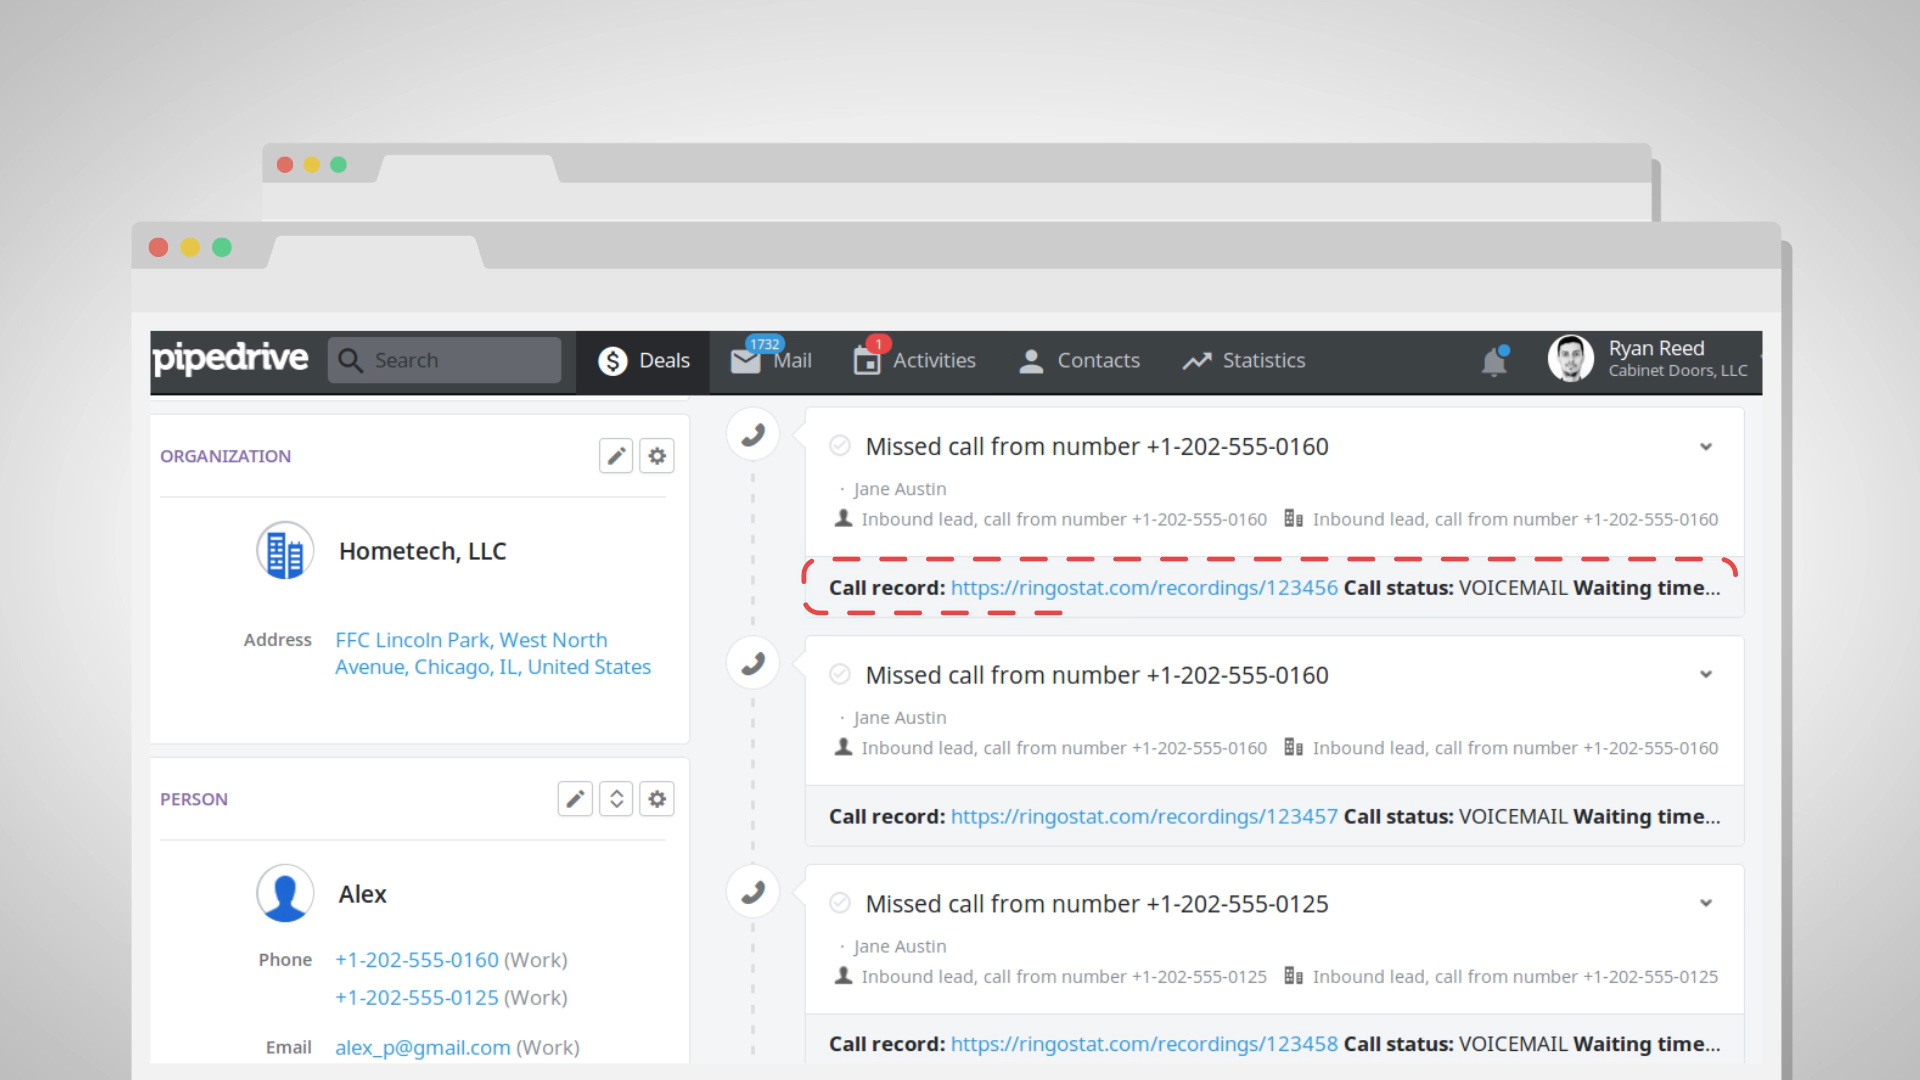 pipedrive
Search
Deals
1732
Mail
1
Activities
Contacts
Statistics
Ryan Reed
Cabinet Doors, LLC
ORGANIZATION
Hometech, LLC
Address FFC Lincoln Park, West North
Avenue, Chicago, IL, United States
PERSON
Alex
Phone +1-202-555-0160 (Work)
+1-202-555-0125 (Work)
Email alex_p@gmail.com (Work)
Missed call from number +1-202-555-0160
· Jane Austin
Inbound lead, call from number +1-202-555-0160 Inbound lead, call from number +1-202-555-0160
Call record: https://ringostat.com/recordings/123456 Call status: VOICEMAIL Waiting time...
Missed call from number +1-202-555-0160
· Jane Austin
Inbound lead, call from number +1-202-555-0160 Inbound lead, call from number +1-202-555-0160
Call record: https://ringostat.com/recordings/123457 Call status: VOICEMAIL Waiting time...
Missed call from number +1-202-555-0125
· Jane Austin
Inbound lead, call from number +1-202-555-0125 Inbound lead, call from number +1-202-555-0125
Call record: https://ringostat.com/recordings/123458 Call status: VOICEMAIL Waiting time...